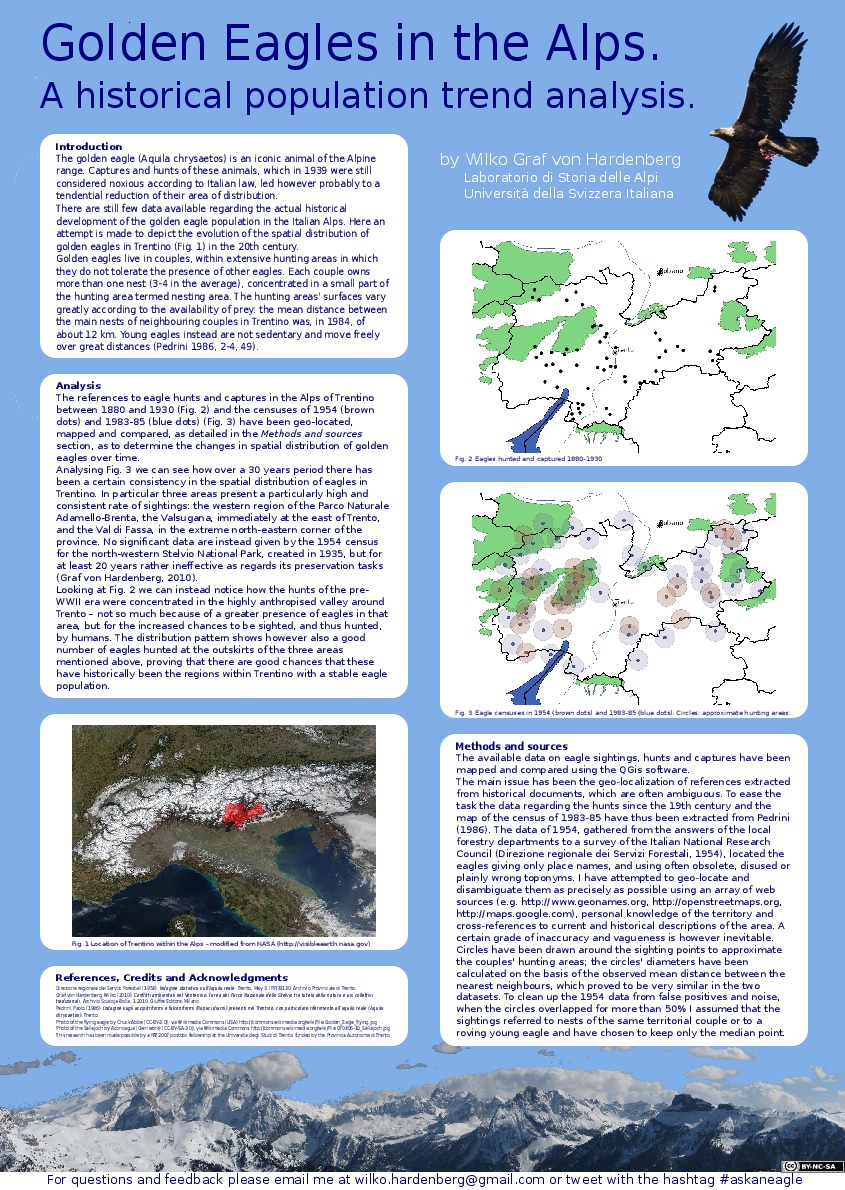 Golden Eagles in the Alps.
A historical population trend analysis.
by Wilko Graf von Hardenberg
Laboratorio di Storia delle Alpi
Università della Svizzera Italiana
Introduction
The golden eagle (Aquila chrysaetos) is an iconic animal of the Alpine
range. Captures and hunts of these animals, which in 1939 were still
considered noxious according to Italian law, led however probably to a
tendential reduction of their area of distribution.
There are still few data available regarding the actual historical
development of the golden eagle population in the Italian Alps. Here an
attempt is made to depict the evolution of the spatial distribution of
golden eagles in Trentino (Fig. 1) in the 20th century.
Golden eagles live in couples, within extensive hunting areas in which
they do not tolerate the presence of other eagles. Each couple owns
more than one nest (3-4 in the average), concentrated in a small part of
the hunting area termed nesting area. The hunting areas' surfaces vary
greatly according to the availability of prey: the mean distance between
the main nests of neighbouring couples in Trentino was, in 1984, of
about 12 km. Young eagles instead are not sedentary and move freely
over great distances (Pedrini 1986, 2-4, 49).
Analysis
The references to eagle hunts and captures in the Alps of Trentino
between 1880 and 1930 (Fig. 2) and the censuses of 1954 (brown
dots) and 1983-85 (blue dots) (Fig. 3) have been geo-located,
mapped and compared, as detailed in the Methods and sources
section, as to determine the changes in spatial distribution of golden
eagles over time.
Analysing Fig. 3 we can see how over a 30 years period there has
been a certain consistency in the spatial distribution of eagles in
Trentino. In particular three areas present a particularly high and
consistent rate of sightings: the western region of the Parco Naturale
Adamello-Brenta, the Valsugana, immediately at the east of Trento,
and the Val di Fassa, in the extreme north-eastern corner of the
province. No significant data are instead given by the 1954 census
for the north-western Stelvio National Park, created in 1935, but for
at least 20 years rather ineffective as regards its preservation tasks
(Graf von Hardenberg, 2010).
Looking at Fig. 2 we can instead notice how the hunts of the pre-
WWII era were concentrated in the highly anthropised valley around
Trento – not so much because of a greater presence of eagles in that
area, but for the increased chances to be sighted, and thus hunted,
by humans. The distribution pattern shows however also a good
number of eagles hunted at the outskirts of the three areas
mentioned above, proving that there are good chances that these
have historically been the regions within Trentino with a stable eagle
population.
Fig. 1 Location of Trentino within the Alps - modified from NASA (http://visibleearth.nasa.gov)
References, Credits and Acknowledgments
Bolzano
Trento
Fig. 2 Eagles hunted and captured 1880-1930
Bolzano
Trento
Fig. 3 Eagle censuses in 1954 (brown dots) and 1983-85 (blue dots). Circles: approximate hunting areas.
Methods and sources
The available data on eagle sightings, hunts and captures have been
mapped and compared using the QGis software.
The main issue has been the geo-localization of references extracted
from historical documents, which are often ambiguous. To ease the
task the data regarding the hunts since the 19th century and the
map of the census of 1983-85 have thus been extracted from Pedrini
(1986). The data of 1954, gathered from the answers of the local
forestry departments to a survey of the Italian National Research
Council (Direzione regionale dei Servizi Forestali, 1954), located the
eagles giving only place names, and using often obsolete, disused or
plainly wrong toponyms. I have attempted to geo-locate and
disambiguate them as precisely as possible using an array of web
sources (e.g. http://www.geonames.org, http://openstreetmaps.org,
http://maps.google.com), personal knowledge of the territory and
cross-references to current and historical descriptions of the area. A
certain grade of inaccuracy and vagueness is however inevitable.
Circles have been drawn around the sighting points to approximate
the couples' hunting areas; the circles' diameters have been
calculated on the basis of the observed mean distance between the
nearest neighbours, which proved to be very similar in the two
datasets. To clean up the 1954 data from false positives and noise,
when the circles overlapped for more than 50% I assumed that the
sightings referred to nests of the same territorial couple or to a
roving young eagle and have chosen to keep only the median point.
cc BY-NC-SA
For questions and feedback please email me at wilko.hardenberg@gmail.com or tweet with the hashtag #askaneagle